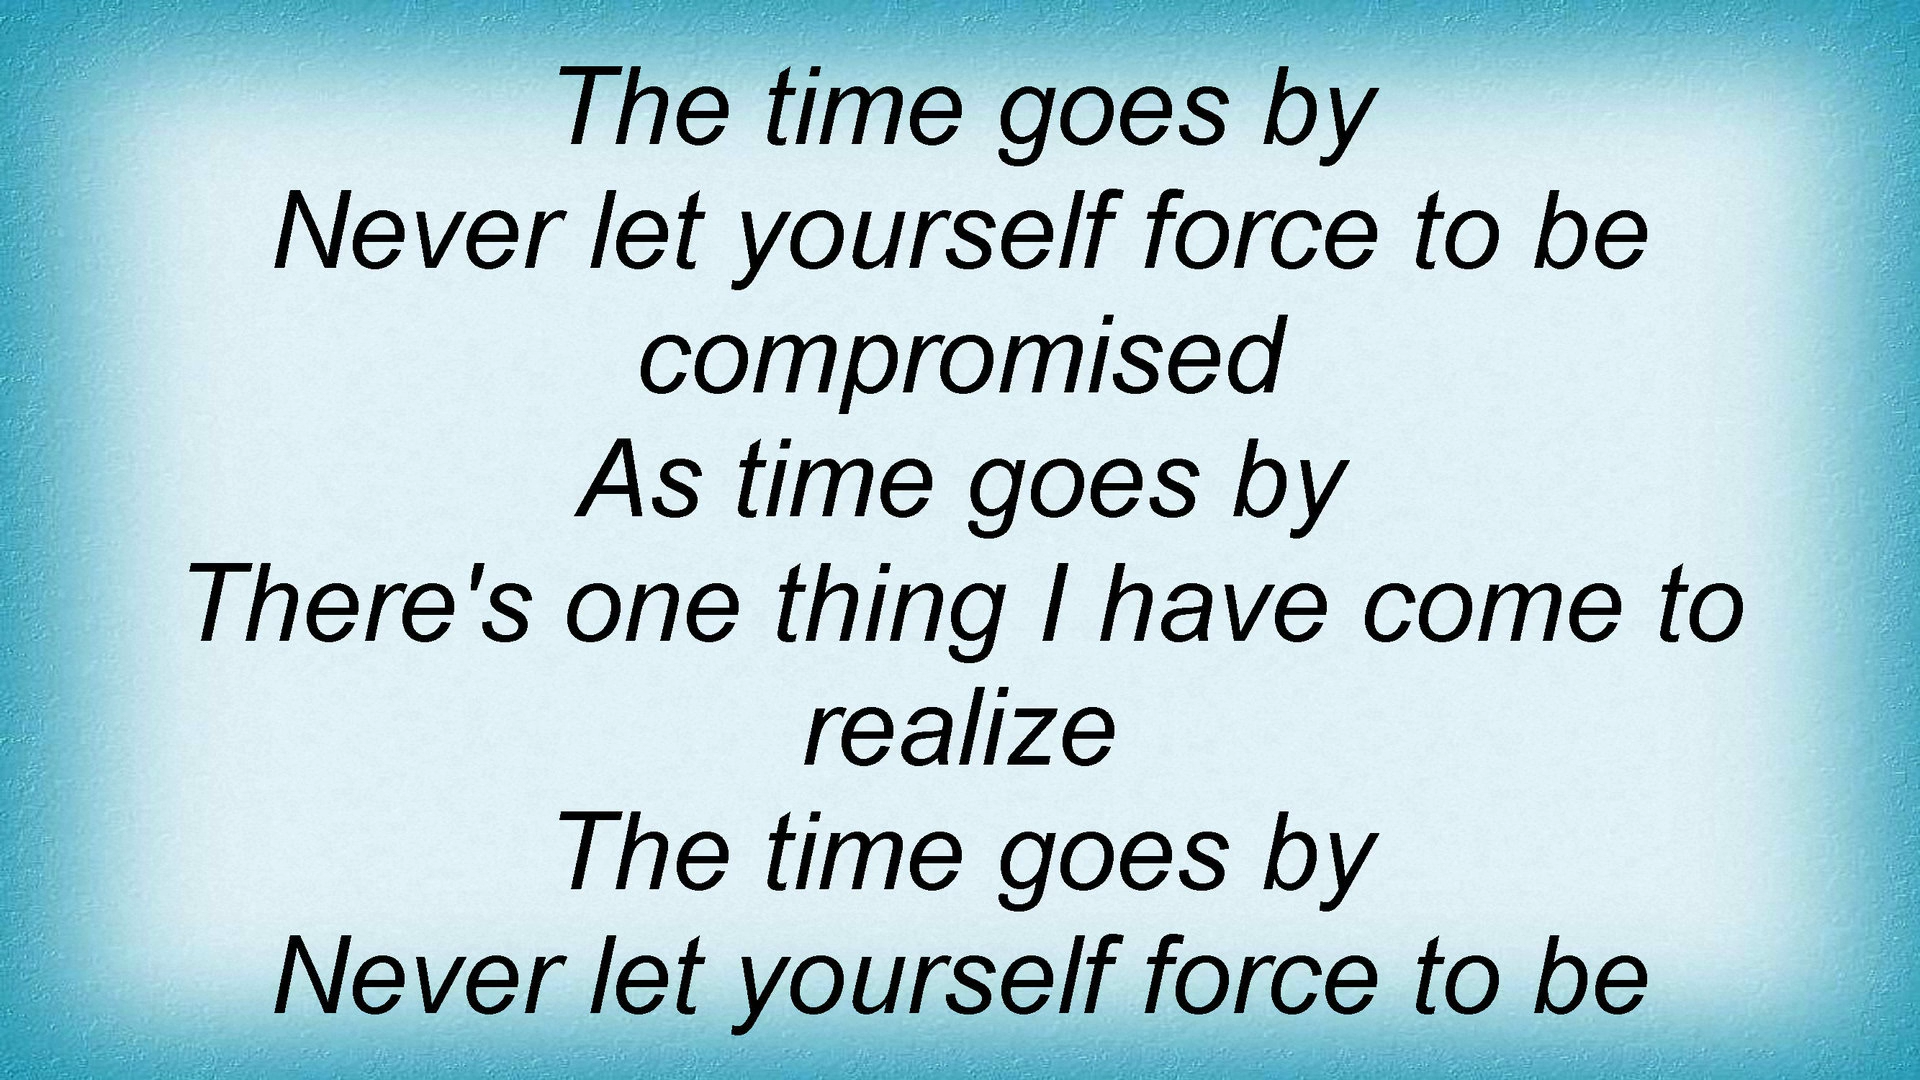 The time goes by
Never let yourself force to be
compromised
As time goes by
There's one thing I have come to
realize
The time goes by
Never let yourself force to be